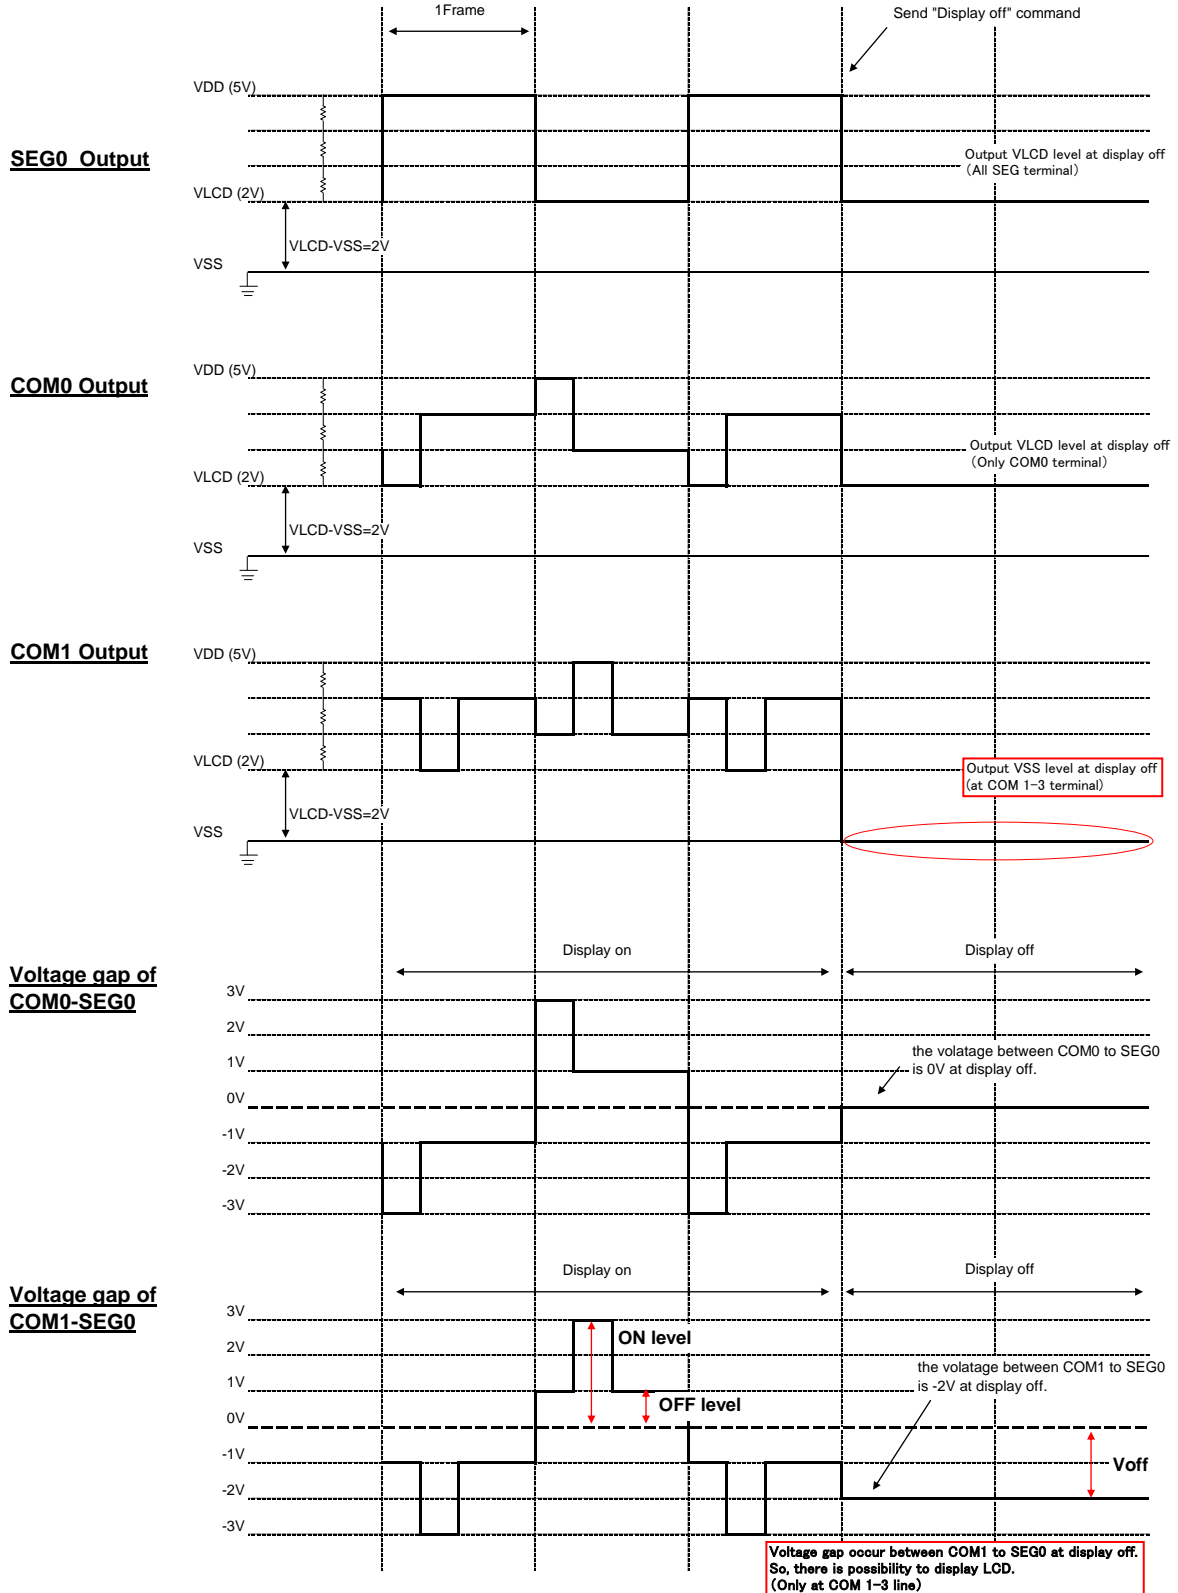 1Frame
Send "Display off" command
SEG0 Output
VDD (5V)
VLCD (2V)
VLCD-VSS=2V
VSS
Output VLCD level at display off
(All SEG terminal)
COM0 Output
VDD (5V)
VLCD (2V)
VLCD-VSS=2V
VSS
Output VLCD level at display off
(Only COM0 terminal)
COM1 Output
VDD (5V)
VLCD (2V)
VLCD-VSS=2V
VSS
Output VSS level at display off
(at COM 1-3 terminal)
Voltage gap of
COM0-SEG0
Display on
Display off
3V
2V
1V
0V
-1V
-2V
-3V
the volatage between COM0 to SEG0
is 0V at display off.
Voltage gap of
COM1-SEG0
Display on
Display off
3V
2V
1V
0V
-1V
-2V
-3V
ON level
OFF level
the volatage between COM1 to SEG0
is -2V at display off.
Voff
Voltage gap occur between COM1 to SEG0 at display off.
So, there is possibility to display LCD.
(Only at COM 1-3 line)